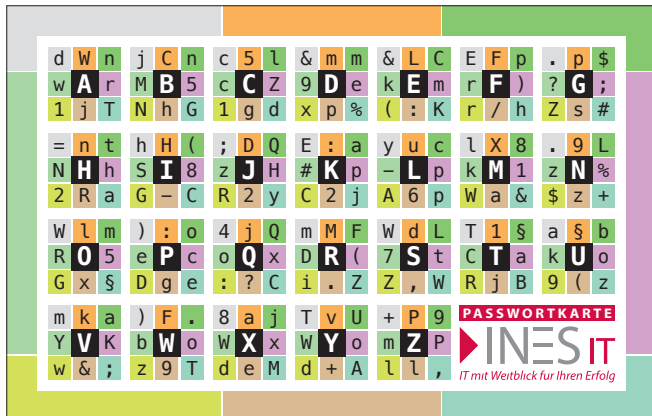 d W n j C n c 5 l & m m & L C E F p . p $
w A r M B 5 c C Z 9 D e k E m r F ) ? G ;
1 j T N h G 1 g d x p % ( : K r / h Z s #
= n t h H ( ; D Q E : a y u c l X 8 . 9 L
N H h S I 8 z J H # K p – L p k M 1 z N %
2 R a G – C R 2 y C 2 j A 6 p W a & $ z +
W l m ) : o 4 j Q m M F W d L T 1 § a § b
R O 5 e P c o Q x D R ( 7 S t C T a k U o
G x § D g e : ? C i . Z Z , W R j B 9 ( z
m k a ) F . 8 a j T v U + P 9
Y V K b W o W X x W Y o m Z P
w & ; z 9 T d e M d + A l l ,
PASSWORTKARTE
INES IT
IT mit Weitblick für Ihren Erfolg